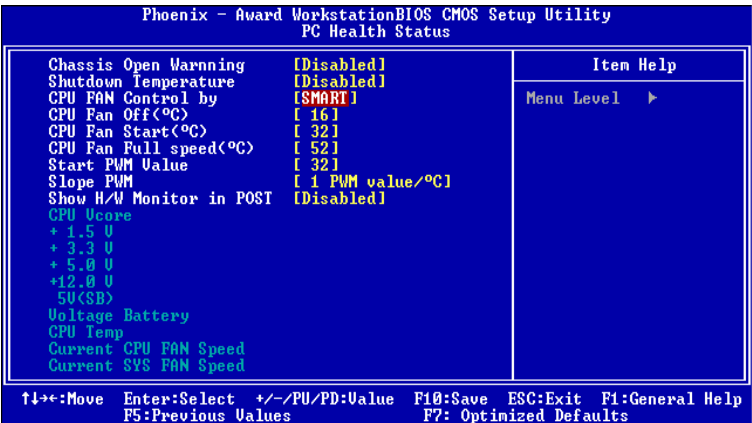 Phoenix - Award WorkstationBIOS CMOS Setup Utility
PC Health Status
Chassis Open Warnning [Disabled]
Shutdown Temperature [Disabled]
CPU FAN Control by [SMART]
CPU Fan Off(ºC) [ 16]
CPU Fan Start(ºC) [ 32]
CPU Fan Full speed(ºC) [ 52]
Start PWM Value [ 32]
Slope PWM [ 1 PWM value/ºC]
Show H/W Monitor in POST [Disabled]
CPU Vcore
+ 1.5 V
+ 3.3 V
+ 5.0 V
+12.0 V
5V(SB)
Voltage Battery
CPU Temp
Current CPU FAN Speed
Current SYS FAN Speed
Item Help
Menu Level ►
↑↓→←:Move Enter:Select +/-/PU/PD:Value F10:Save ESC:Exit F1:General Help
F5:Previous Values F7: Optimized Defaults